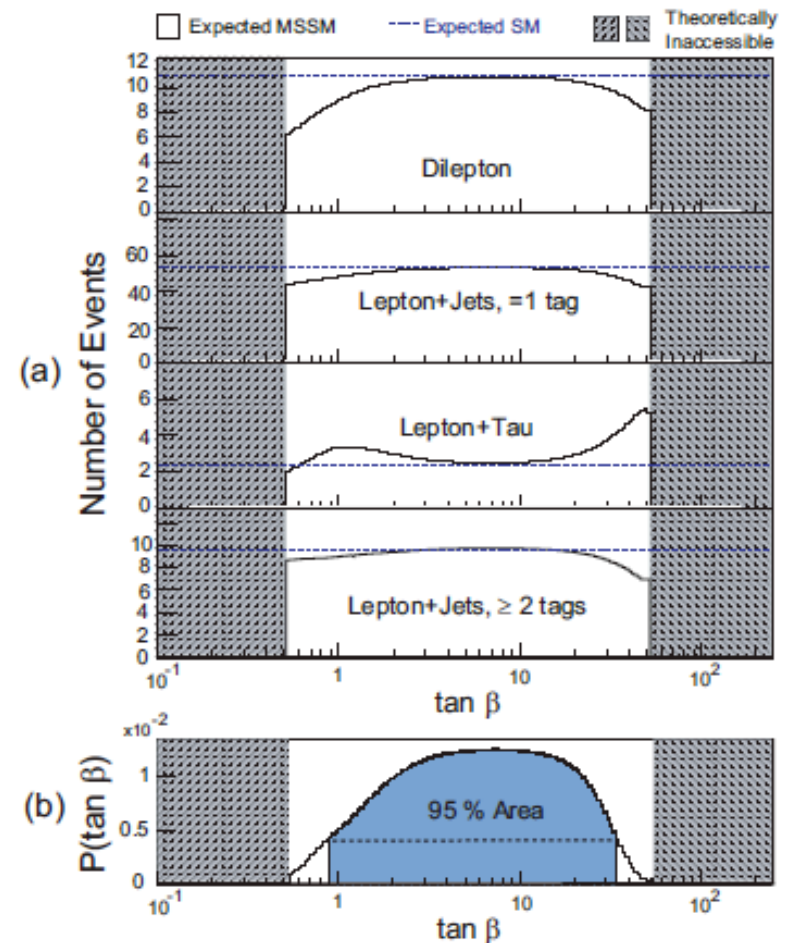 Expected MSSM
Expected SM
Theoretically
Inaccessible
(a)
Number of Events
12
10
8
6
4
2
0
Dilepton
60
40
20
0
Lepton+Jets, =1 tag
6
4
2
0
Lepton+Tau
10
8
6
4
2
0
Lepton+Jets, ≥ 2 tags
10⁻¹ 1 10 10²
tan β
(b)
P(tan β)
x10⁻²
1
0.5
0
95 % Area
10⁻¹ 1 10 10²
tan β